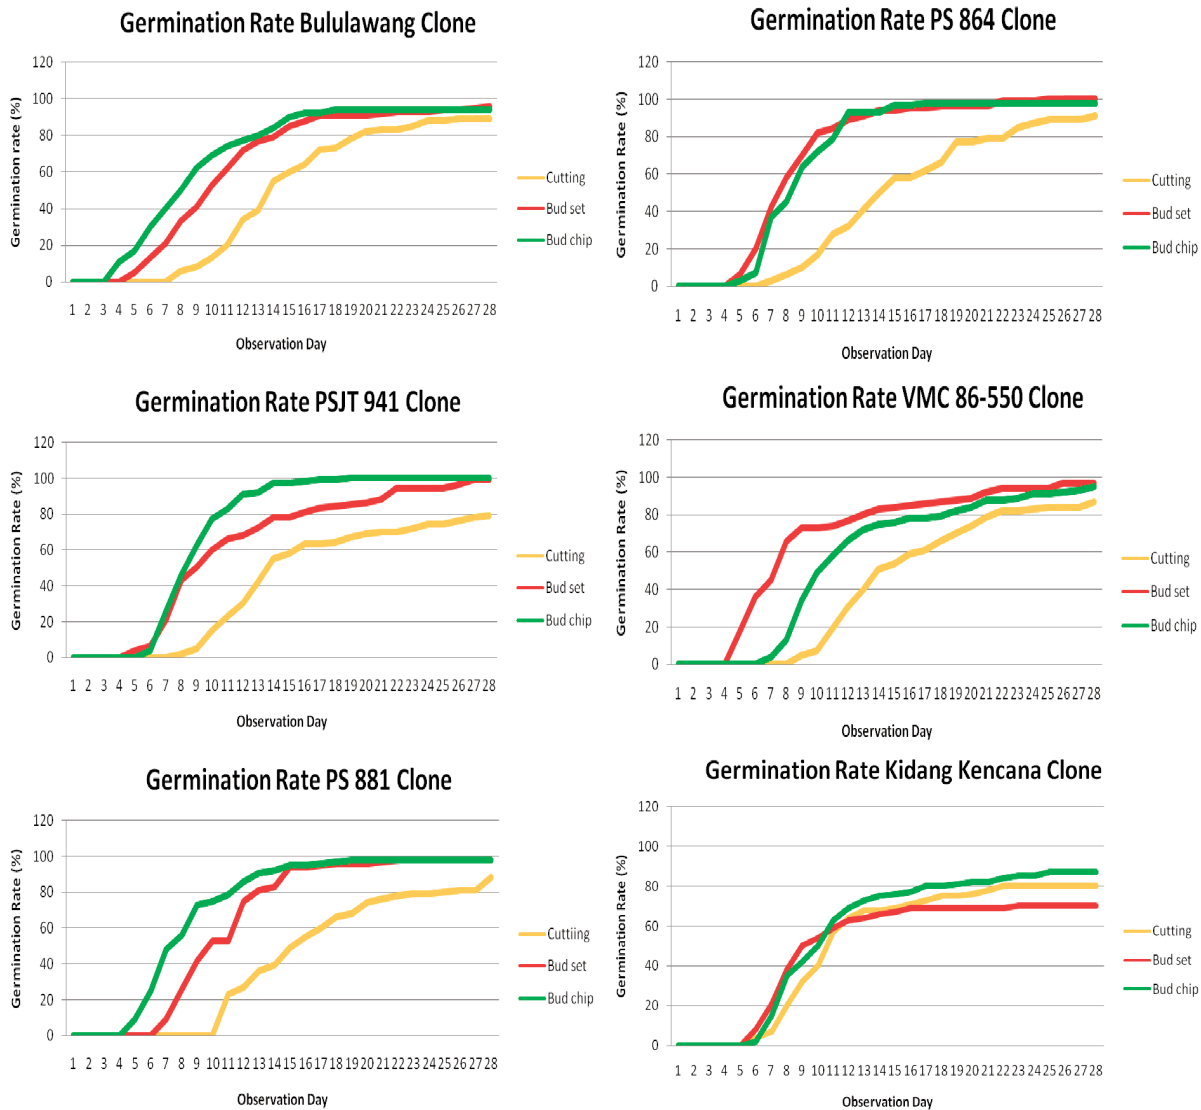 Germination Rate Bululawang Clone
Germination rate (%)
120
100
80
60
40
20
0
1 2 3 4 5 6 7 8 9 10 11 12 13 14 15 16 17 18 19 20 21 22 23 24 25 26 27 28
Observation Day
Cutting
Bud set
Bud chip
Germination Rate PS 864 Clone
Germination Rate (%)
120
100
80
60
40
20
0
1 2 3 4 5 6 7 8 9 10 11 12 13 14 15 16 17 18 19 20 21 22 23 24 25 26 27 28
Observation Day
Cutting
Bud set
Bud chip
Germination Rate PSJT 941 Clone
Germination Rate (%)
120
100
80
60
40
20
0
1 2 3 4 5 6 7 8 9 10 11 12 13 14 15 16 17 18 19 20 21 22 23 24 25 26 27 28
Observation Day
Cutting
Bud set
Bud chip
Germination Rate VMC 86-550 Clone
Germination Rate (%)
120
100
80
60
40
20
0
1 2 3 4 5 6 7 8 9 10 11 12 13 14 15 16 17 18 19 20 21 22 23 24 25 26 27 28
Observation Day
Cutting
Bud set
Bud chip
Germination Rate PS 881 Clone
Germination Rate (%)
120
100
80
60
40
20
0
1 2 3 4 5 6 7 8 9 10 11 12 13 14 15 16 17 18 19 20 21 22 23 24 25 26 27 28
Observation Day
Cuttiing
Bud set
Bud chip
Germination Rate Kidang Kencana Clone
Germination Rate (%)
120
100
80
60
40
20
0
1 2 3 4 5 6 7 8 9 10 11 12 13 14 15 16 17 18 19 20 21 22 23 24 25 26 27 28
Observation Day
Cutting
Bud set
Bud chip